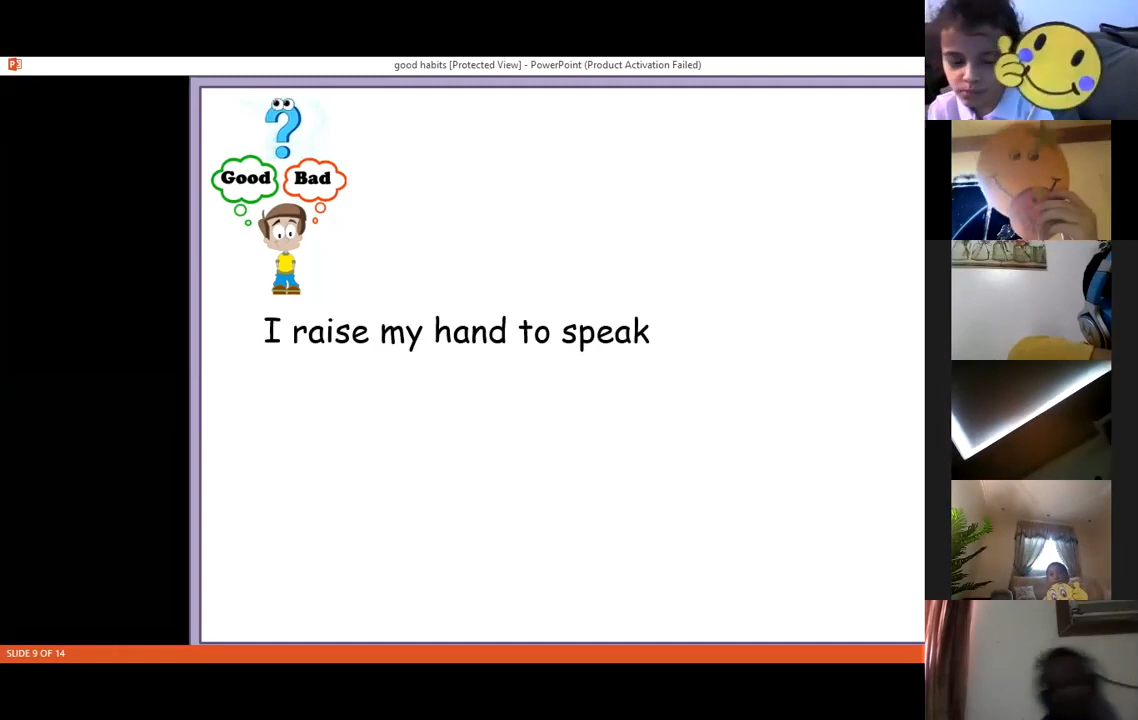 good habits [Protected View] - PowerPoint (Product Activation Failed)
?
Good Bad
I raise my hand to speak
SLIDE 9 OF 14